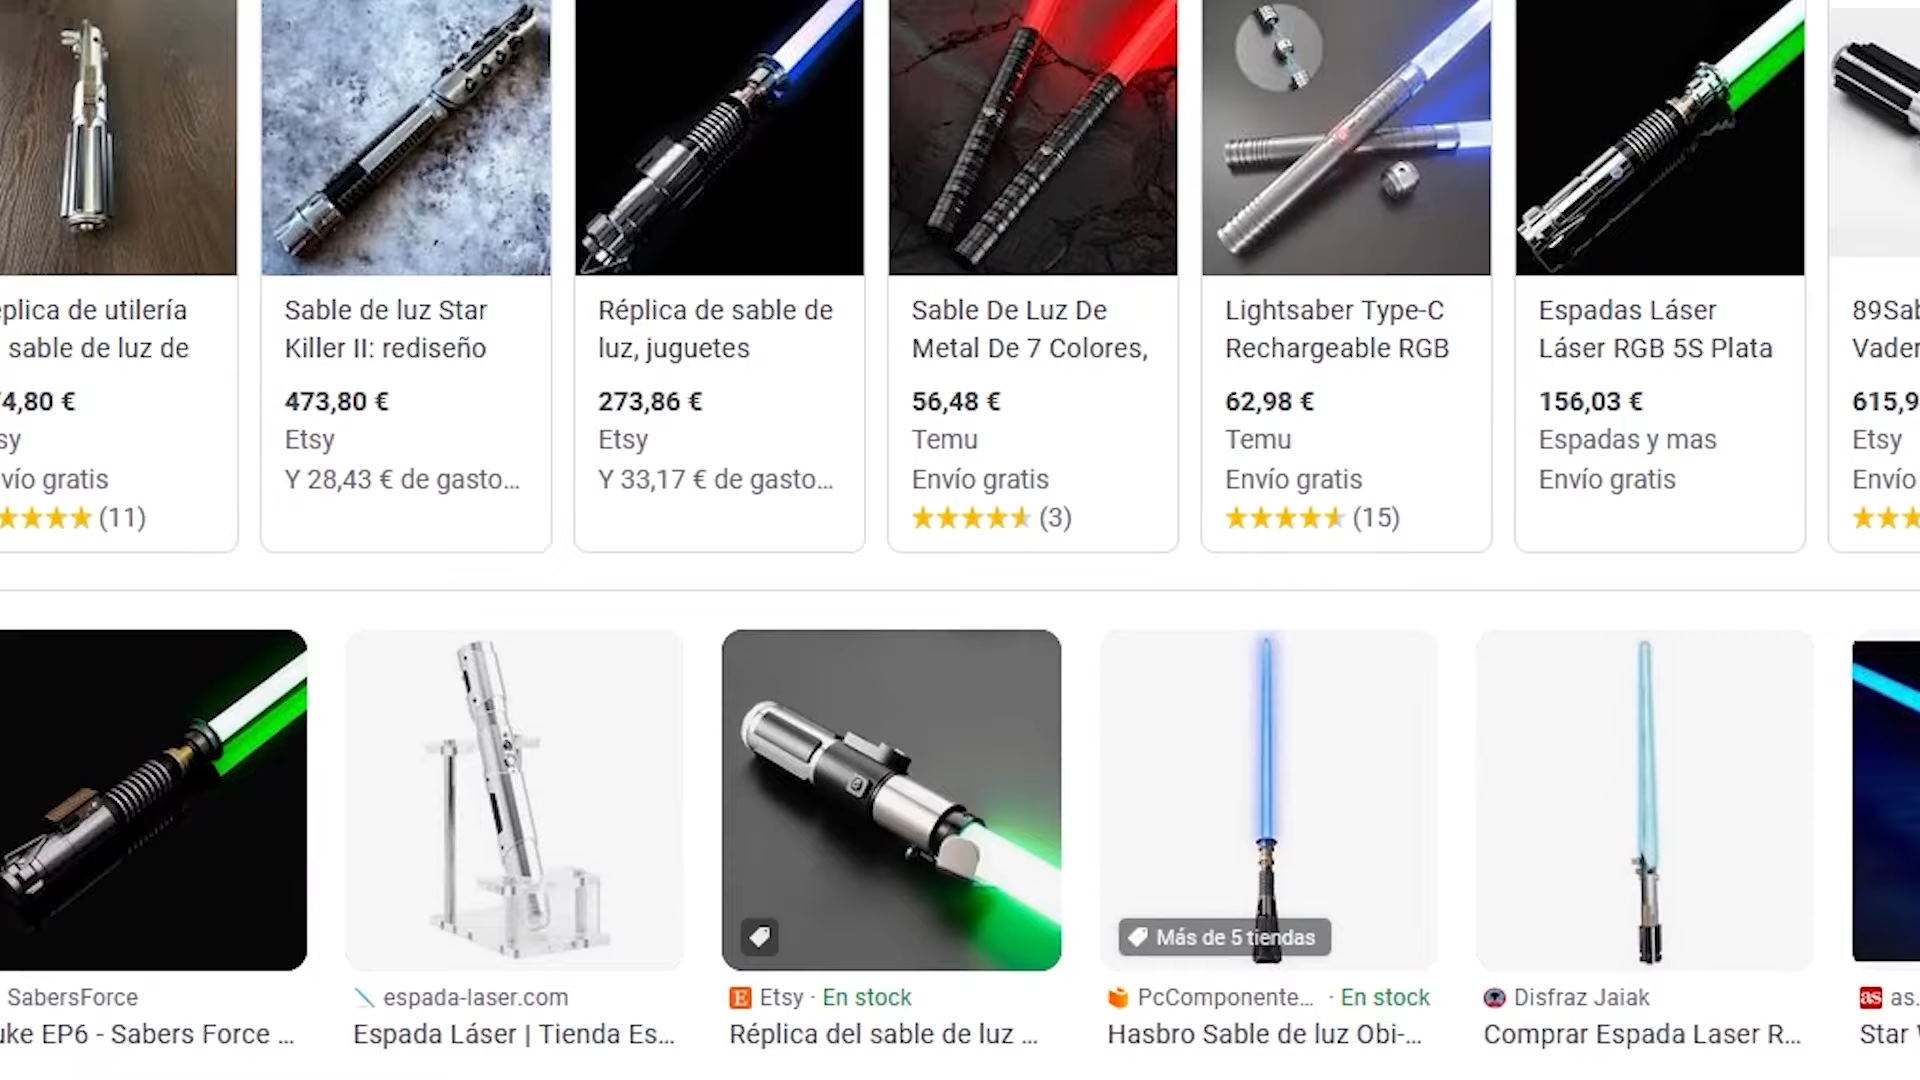 éplica de utilería
sable de luz de
4,80 €
sy
vío gratis
(11)
Sable de luz Star
Killer II: rediseño
473,80 €
Etsy
Y 28,43 € de gasto...
Réplica de sable de
luz, juguetes
273,86 €
Etsy
Y 33,17 € de gasto...
Sable De Luz De
Metal De 7 Colores,
56,48 €
Temu
Envío gratis
(3)
Lightsaber Type-C
Rechargeable RGB
62,98 €
Temu
Envío gratis
(15)
Espadas Láser
Láser RGB 5S Plata
156,03 €
Espadas y mas
Envío gratis
89Sab
Vader
615,9
Etsy
Envío
SabersForce
uke EP6 - Sabers Force ...
espada-laser.com
Espada Láser | Tienda Es...
Etsy · En stock
Réplica del sable de luz ...
Más de 5 tiendas
PcComponente... · En stock
Hasbro Sable de luz Obi-...
Disfraz Jaiak
Comprar Espada Laser R...
as as.
Star